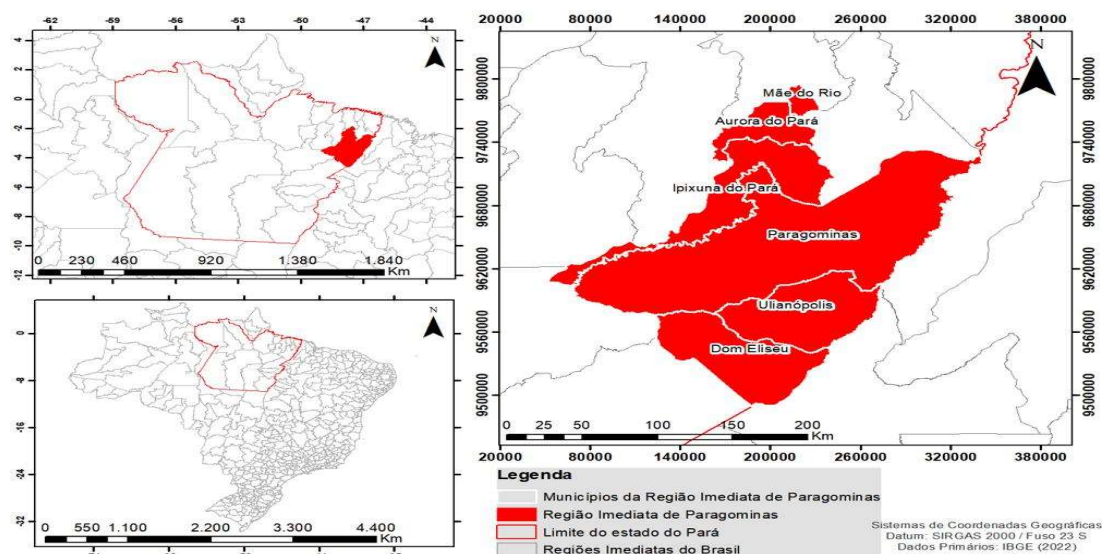 -62 -59 -56 -53 -50 -47 -44
4
2
0
-2
-4
-6
-8
-10
-12
N
0 230 460 920 1.380 1.840
Km
0
-8
-16
-24
-32
N
0 550 1.100 2.200 3.300 4.400
Km
20000 80000 140000 200000 260000 320000 380000
9800000
9740000
9680000
9620000
9560000
9500000
N
Mãe do Rio
Aurora do Pará
Ipixuna do Pará
Paragominas
Ulianópolis
Dom Eliseu
0 25 50 100 150 200
Km
20000 80000 140000 200000 260000 320000 380000
Legenda
Municípios da Região Imediata de Paragominas
Região Imediata de Paragominas
Limite do estado do Pará
Regiões Imediatas do Brasil
Sistemas de Coordenadas Geográficas
Datum: SIRGAS 2000 / Fuso 23 S
Dados Primários: IBGE (2022)